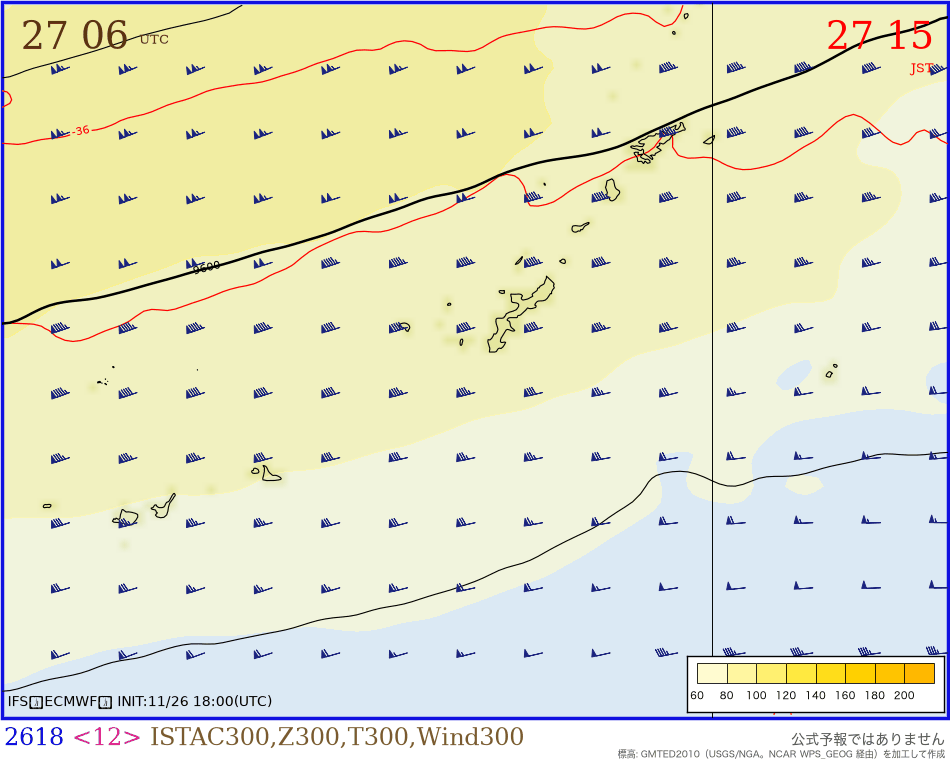 27 06 UTC
27 15
JST
-36
9600
60 80 100 120 140 160 180 200
IFS ECMWF INIT:11/26 18:00(UTC)
2618 <12> ISTAC300,Z300,T300,Wind300
公式予報ではありません
標高: GMTED2010（USGS/NGA。NCAR WPS_GEOG 経由）を加工して作成